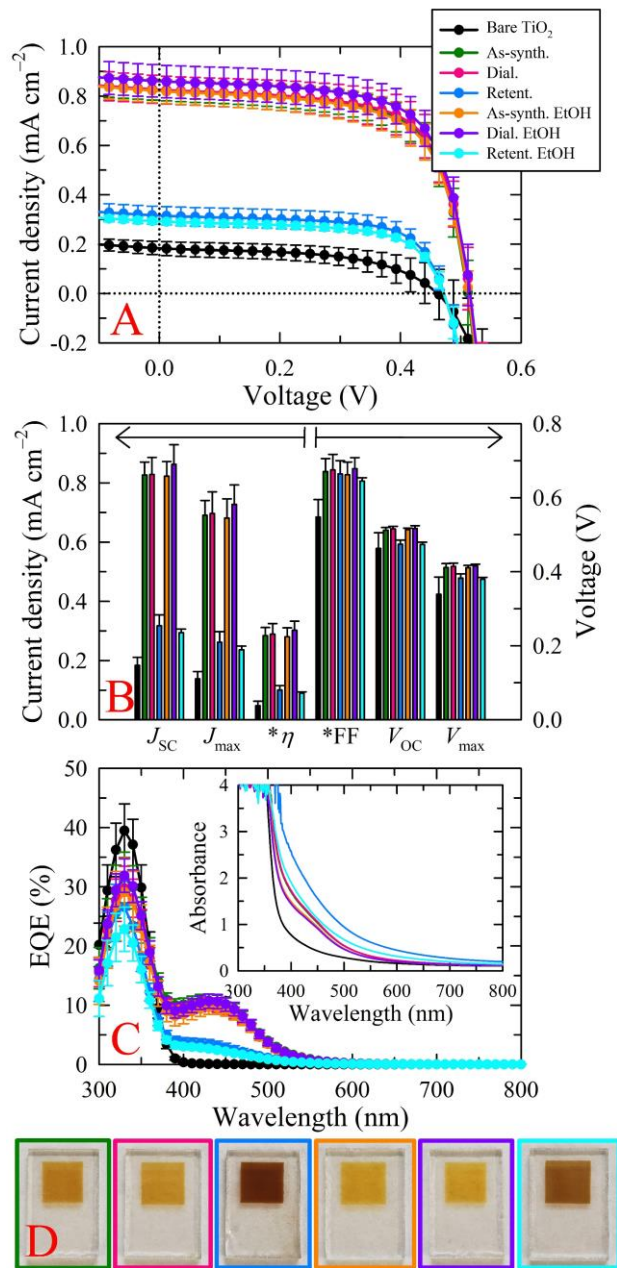 Bare TiO₂
As-synth.
Dial.
Retent.
As-synth. EtOH
Dial. EtOH
Retent. EtOH
1.0
0.8
0.6
0.4
0.2
0.0
-0.2
Current density (mA cm⁻²)
A
0.0 0.2 0.4 0.6
Voltage (V)
1.0
0.8
0.6
0.4
0.2
0.0
Current density (mA cm⁻²)
B
0.8
0.6
0.4
0.2
0.0
Voltage (V)
J_SC J_max *η *FF V_OC V_max
50
40
30
20
10
0
EQE (%)
C
4
3
2
1
0
Absorbance
300 400 500 600 700 800
Wavelength (nm)
300 400 500 600 700 800
Wavelength (nm)
D